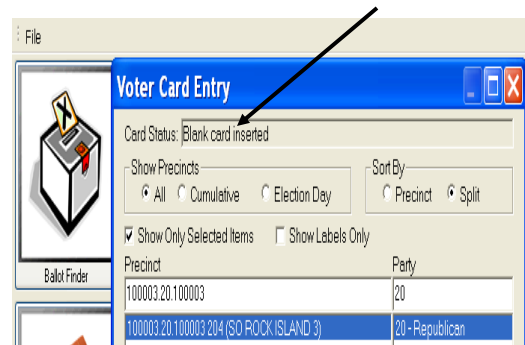 File
Voter Card Entry
Card Status: Blank card inserted
Show Precincts
All Cumulative Election Day
Sort By
Precinct Split
Show Only Selected Items Show Labels Only
Precinct Party
100003.20.100003 20
100003.20.100003 204 (SO ROCK ISLAND 3) 20 - Republican
Ballot Finder